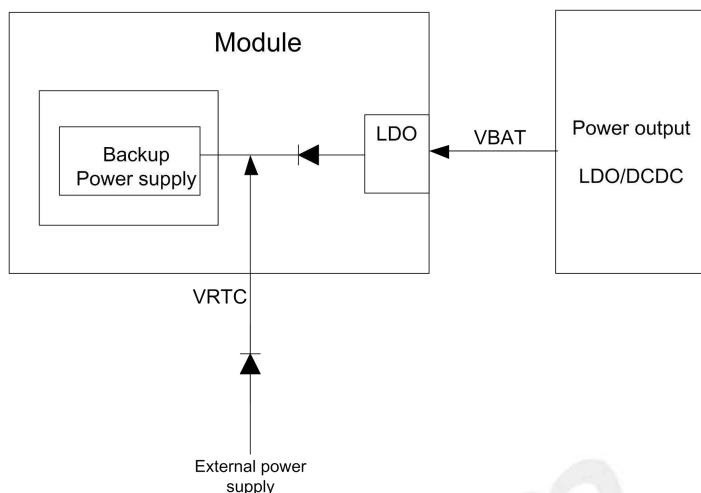 Module
Backup
Power supply
LDO
VBAT
Power output
LDO/DCDC
VRTC
External power
supply